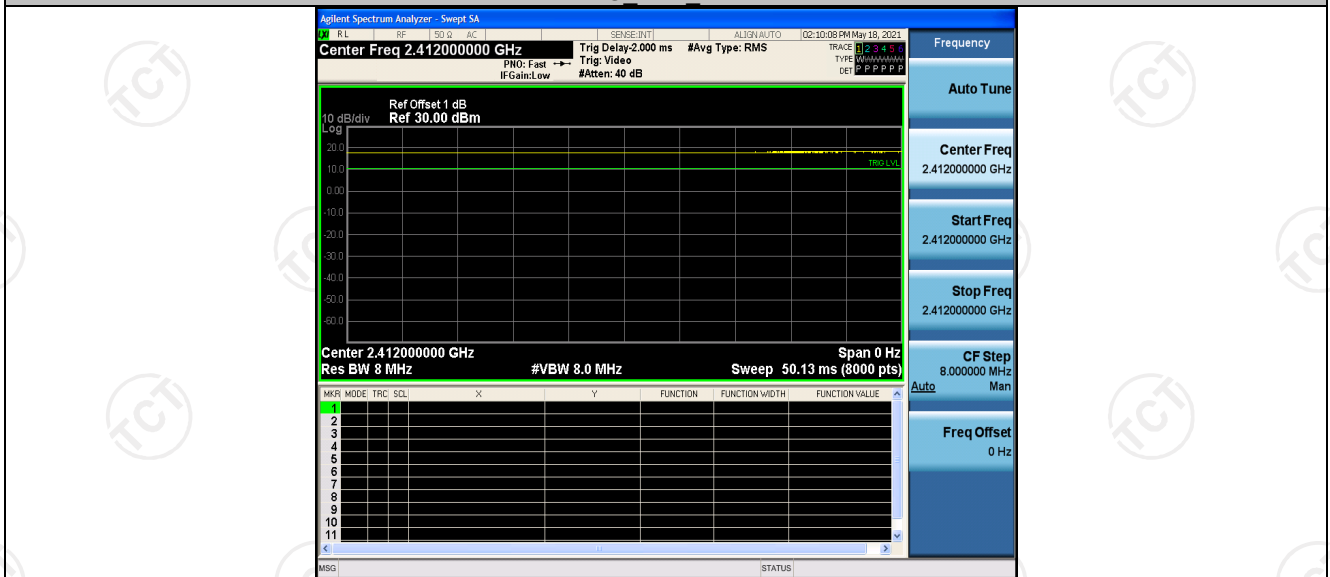 Agilent Spectrum Analyzer - Swept SA
RL RF 50 Ω AC SENSE:INT ALIGNAUTO 02:10:08 PM May 18, 2021
Center Freq 2.412000000 GHz
PNO: Fast
IFGain:Low
Trig Delay-2.000 ms
Trig: Video
#Atten: 40 dB
#Avg Type: RMS
TRACE 1 2 3 4 5 6
TYPE
DET P P P P P P
Ref Offset 1 dB
10 dB/div Ref 30.00 dBm
Log
20.0
10.0
0.00
-10.0
-20.0
-30.0
-40.0
-50.0
-60.0
TRIG LVL
Center 2.412000000 GHz Span 0 Hz
Res BW 8 MHz #VBW 8.0 MHz Sweep 50.13 ms (8000 pts)
MKR MODE TRC SCL X Y FUNCTION FUNCTION WIDTH FUNCTION VALUE
1
2
3
4
5
6
7
8
9
10
11
MSG STATUS
Frequency
Auto Tune
Center Freq
2.412000000 GHz
Start Freq
2.412000000 GHz
Stop Freq
2.412000000 GHz
CF Step
8.000000 MHz
Auto Man
Freq Offset
0 Hz
TCT
TCT
TCT
TCT
TCT